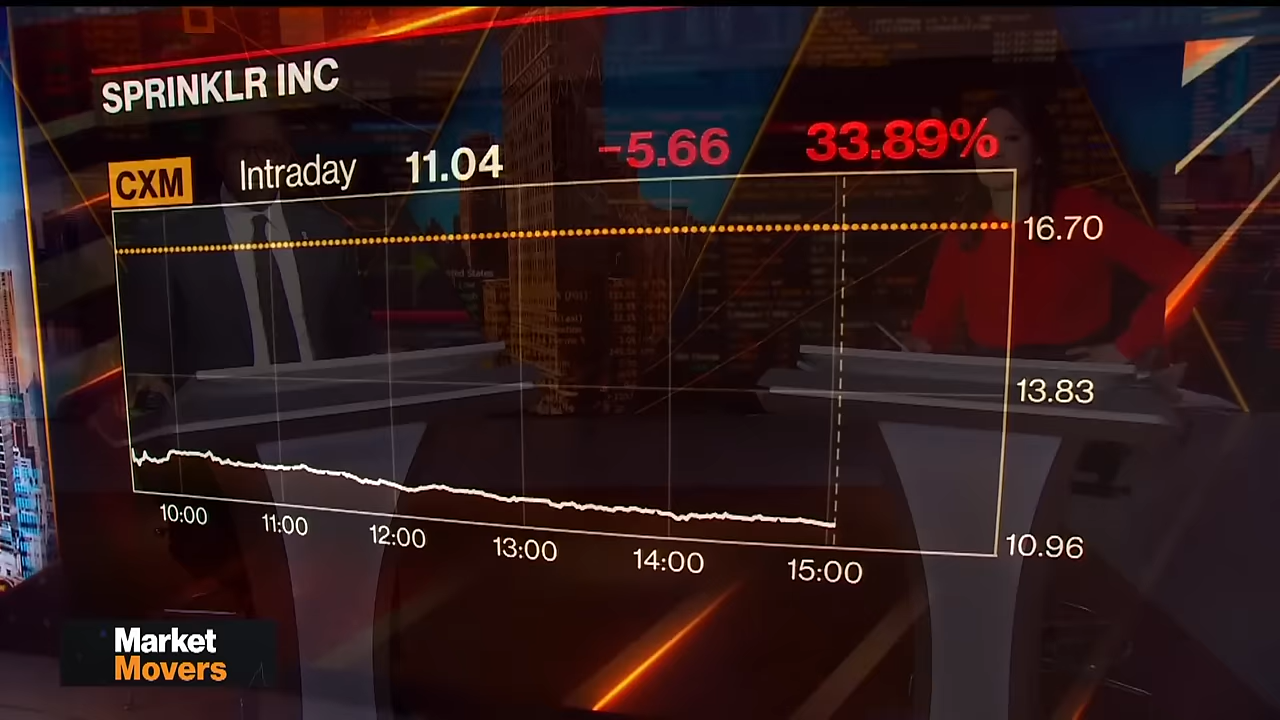 SPRINKLR INC
CXM Intraday 11.04 -5.66 33.89%
16.70
13.83
10.96
10:00 11:00 12:00 13:00 14:00 15:00
Market
Movers